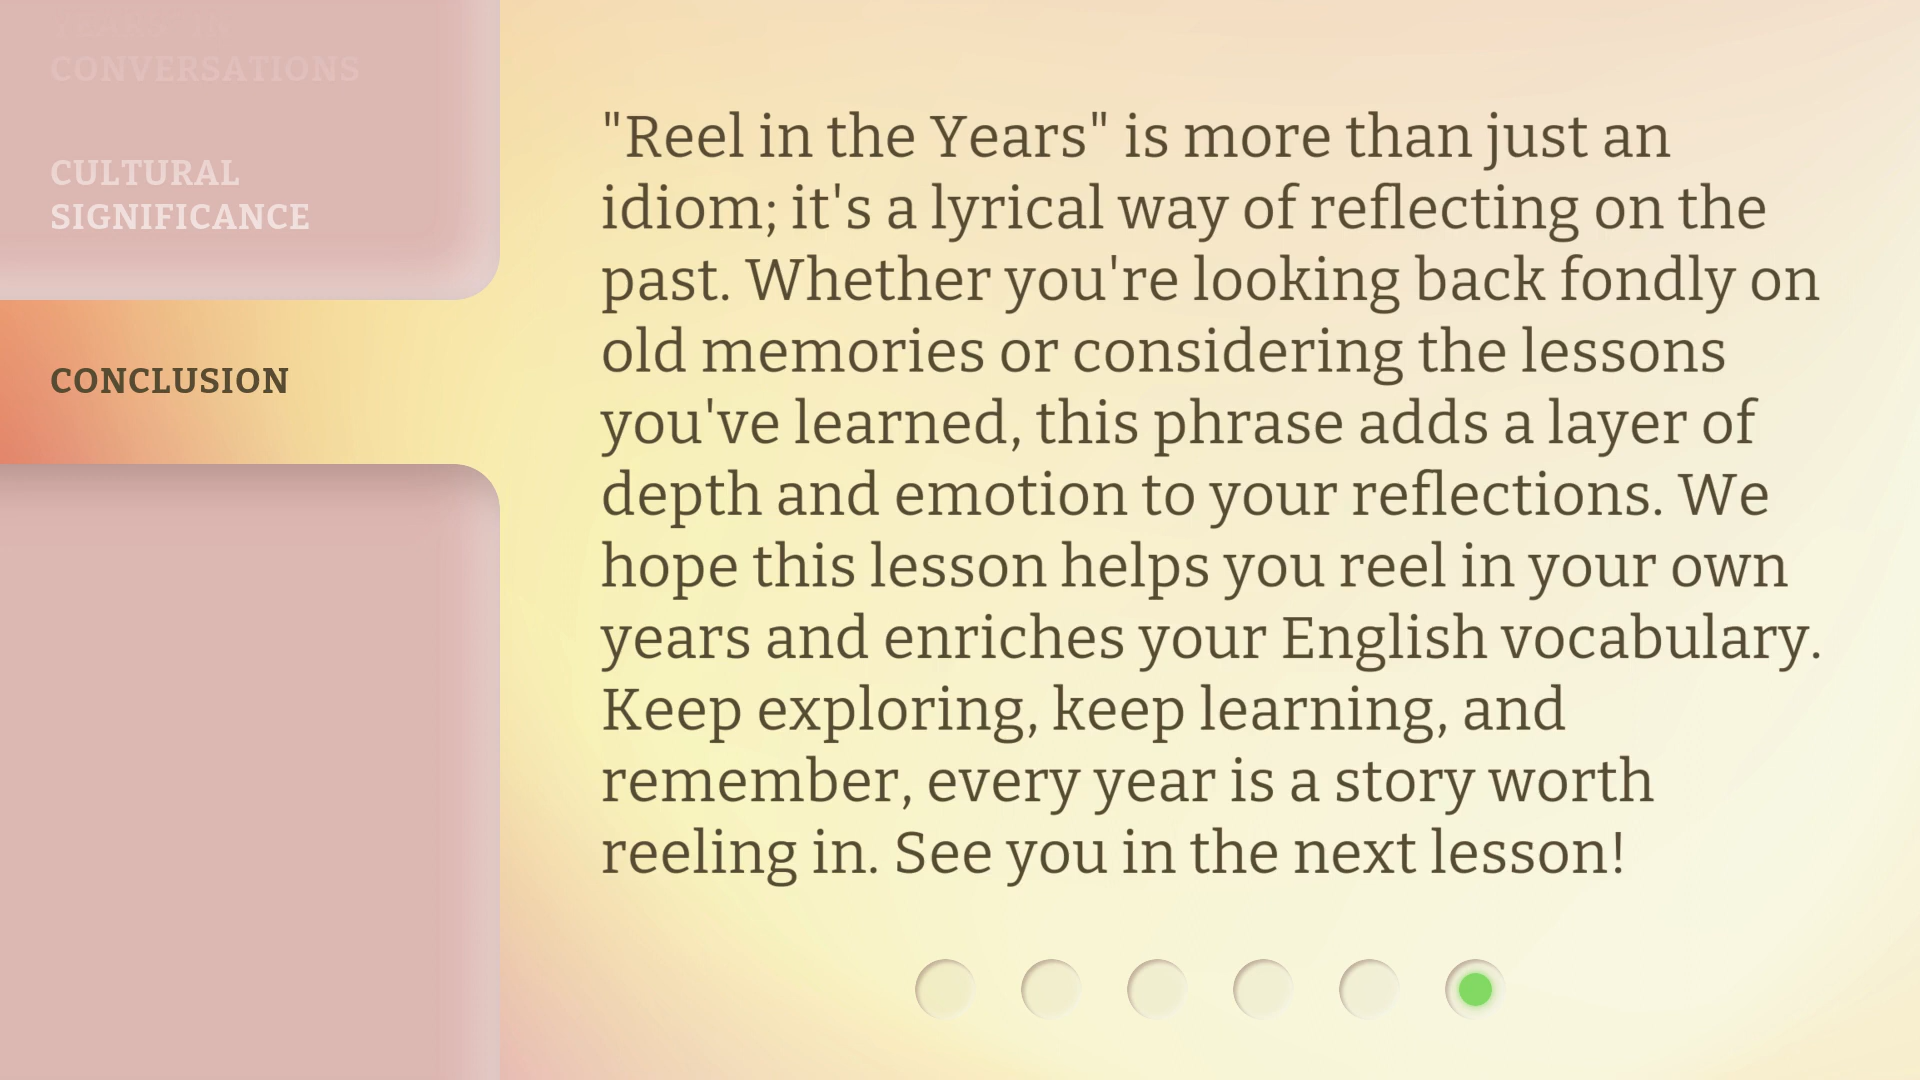 CONVERSATIONS
CULTURAL
SIGNIFICANCE
CONCLUSION
"Reel in the Years" is more than just an
idiom; it's a lyrical way of reflecting on the
past. Whether you're looking back fondly on
old memories or considering the lessons
you've learned, this phrase adds a layer of
depth and emotion to your reflections. We
hope this lesson helps you reel in your own
years and enriches your English vocabulary.
Keep exploring, keep learning, and
remember, every year is a story worth
reeling in. See you in the next lesson!